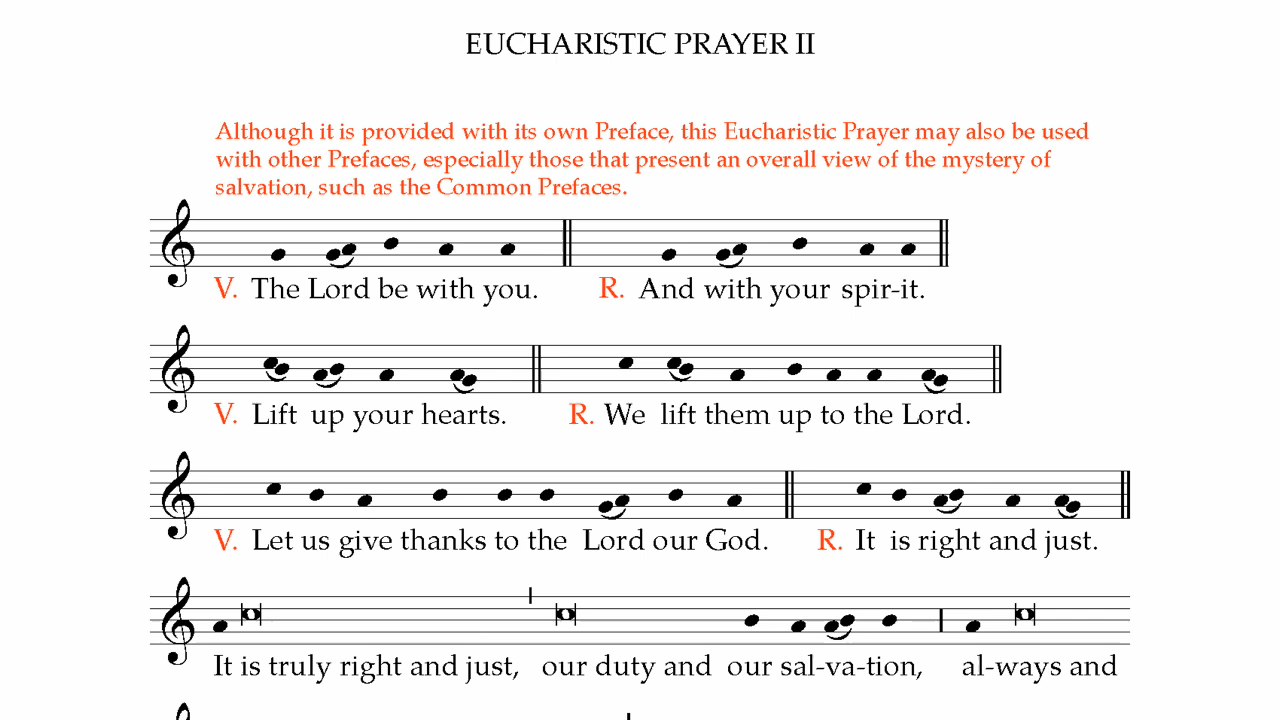 EUCHARISTIC PRAYER II
Although it is provided with its own Preface, this Eucharistic Prayer may also be used
with other Prefaces, especially those that present an overall view of the mystery of
salvation, such as the Common Prefaces.
V. The Lord be with you. R. And with your spir-it.
V. Lift up your hearts. R. We lift them up to the Lord.
V. Let us give thanks to the Lord our God. R. It is right and just.
It is truly right and just, our duty and our sal-va-tion, al-ways and